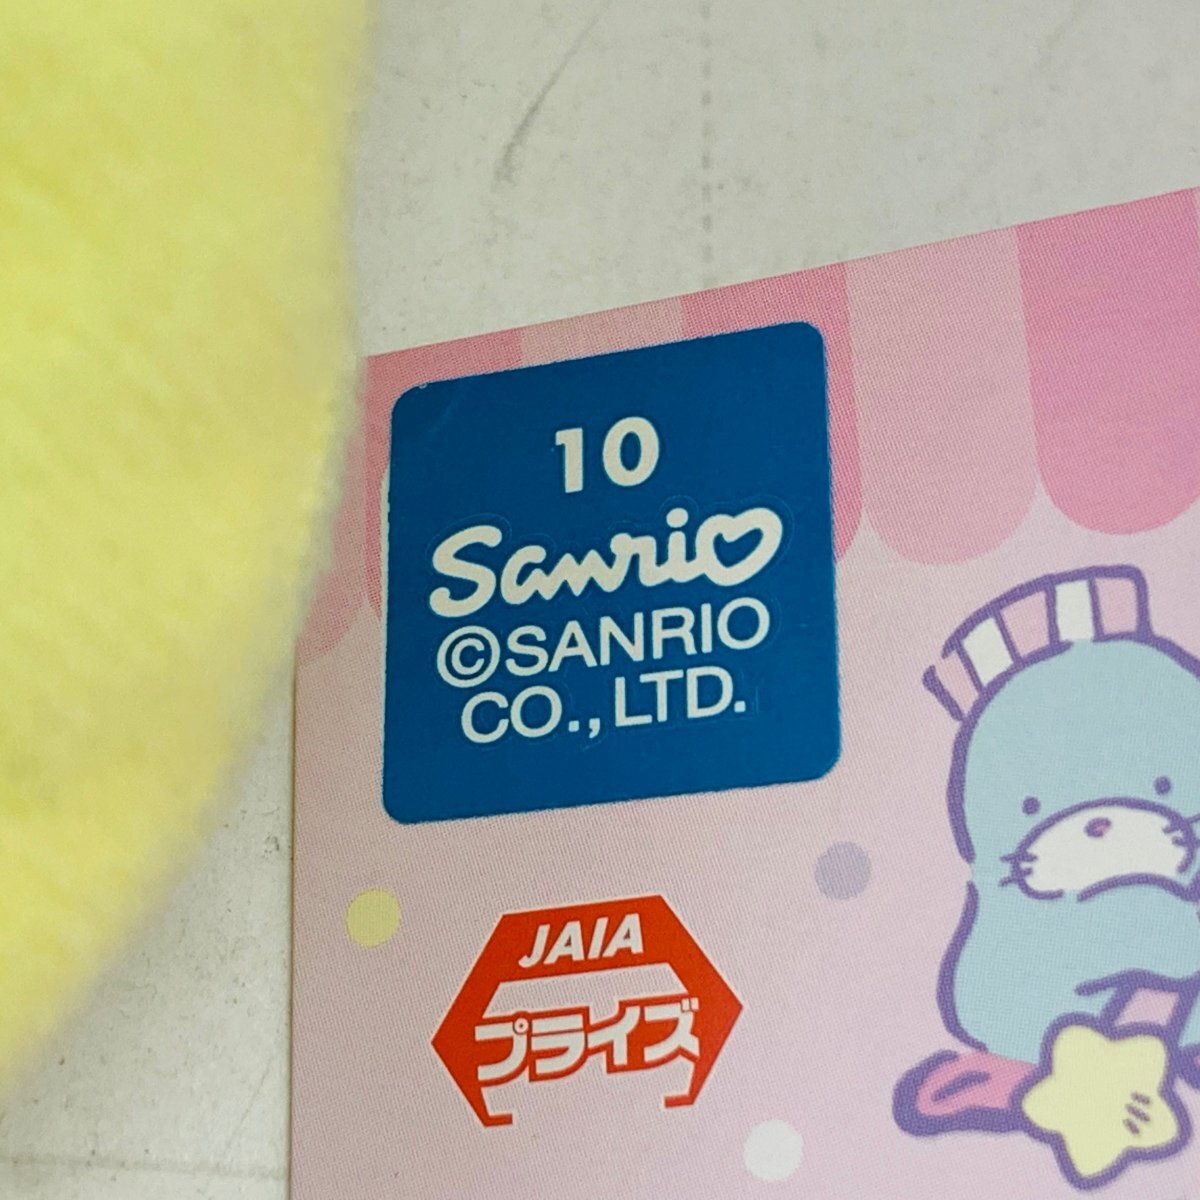 10
Sanrio
©SANRIO
CO., LTD.
JAIA
プライズ